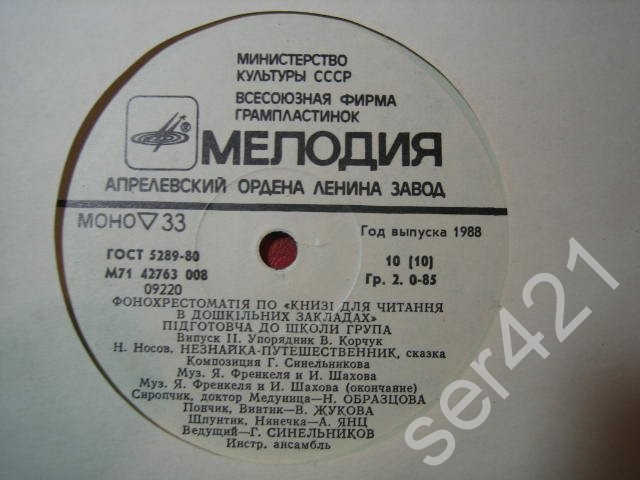 МИНИСТЕРСТВО
КУЛЬТУРЫ СССР
ВСЕСОЮЗНАЯ ФИРМА
ГРАМПЛАСТИНОК
®
МЕЛОДИЯ
АПРЕЛЕВСКИЙ ОРДЕНА ЛЕНИНА ЗАВОД
МОНО ▽ 33
Год выпуска 1988
ГОСТ 5289-80
10 (10)
М71 42763 008
Гр. 2. 0-85
09220
ФОНОХРЕСТОМАТІЯ ПО «КНИЗІ ДЛЯ ЧИТАННЯ
В ДОШКІЛЬНИХ ЗАКЛАДАХ»
ПІДГОТОВЧА ДО ШКОЛИ ГРУПА
Випуск II. Упорядник В. Корчук
Н. Носов. НЕЗНАЙКА-ПУТЕШЕСТВЕННИК, сказка
Композиция Г. Синельникова
Муз. Я. Френкеля и И. Шахова
Муз. Я. Френкеля и И. Шахова (окончание)
Сиропчик, доктор Медуница—Н. ОБРАЗЦОВА
Пончик, Винтик—В. ЖУКОВА
Шпунтик, Нянечка—А. ЯНЦ
Ведущий—Г. СИНЕЛЬНИКОВ
Инстр. ансамбль
ser421